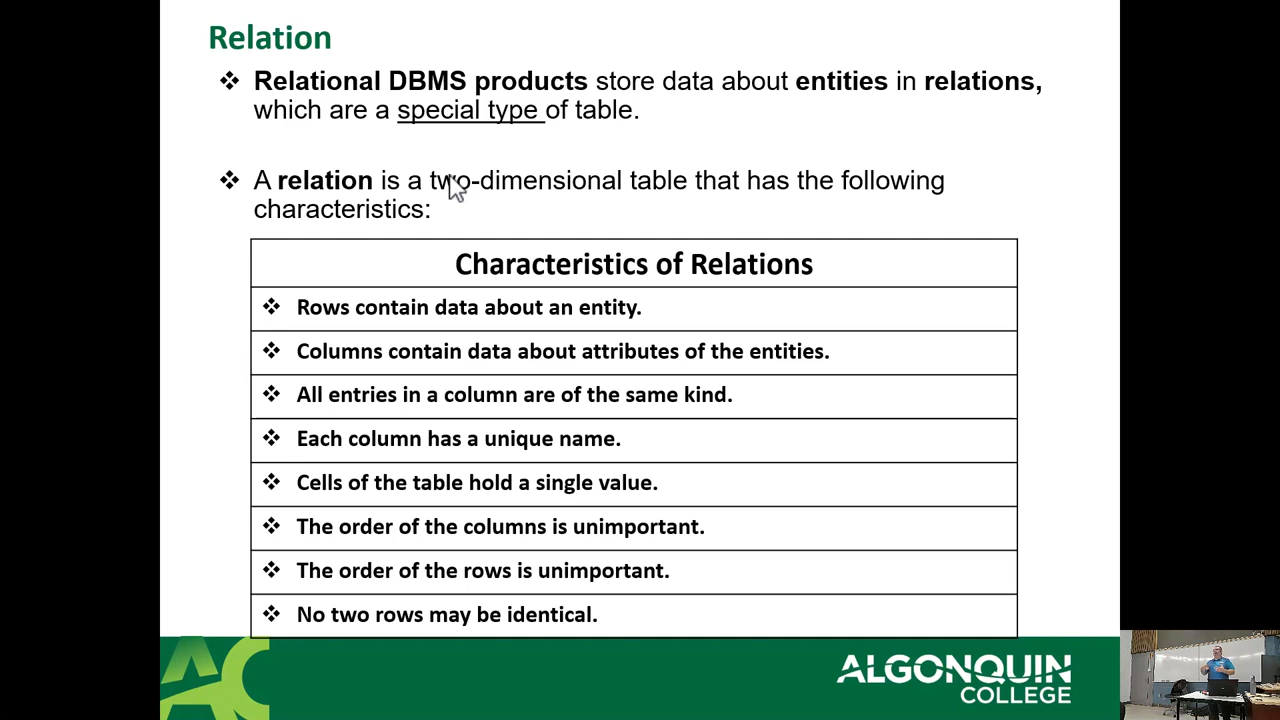 Relation
❖ Relational DBMS products store data about entities in relations,
which are a special type of table.
❖ A relation is a two-dimensional table that has the following
characteristics:
Characteristics of Relations
❖ Rows contain data about an entity.
❖ Columns contain data about attributes of the entities.
❖ All entries in a column are of the same kind.
❖ Each column has a unique name.
❖ Cells of the table hold a single value.
❖ The order of the columns is unimportant.
❖ The order of the rows is unimportant.
❖ No two rows may be identical.
AC
ALGONQUIN
COLLEGE